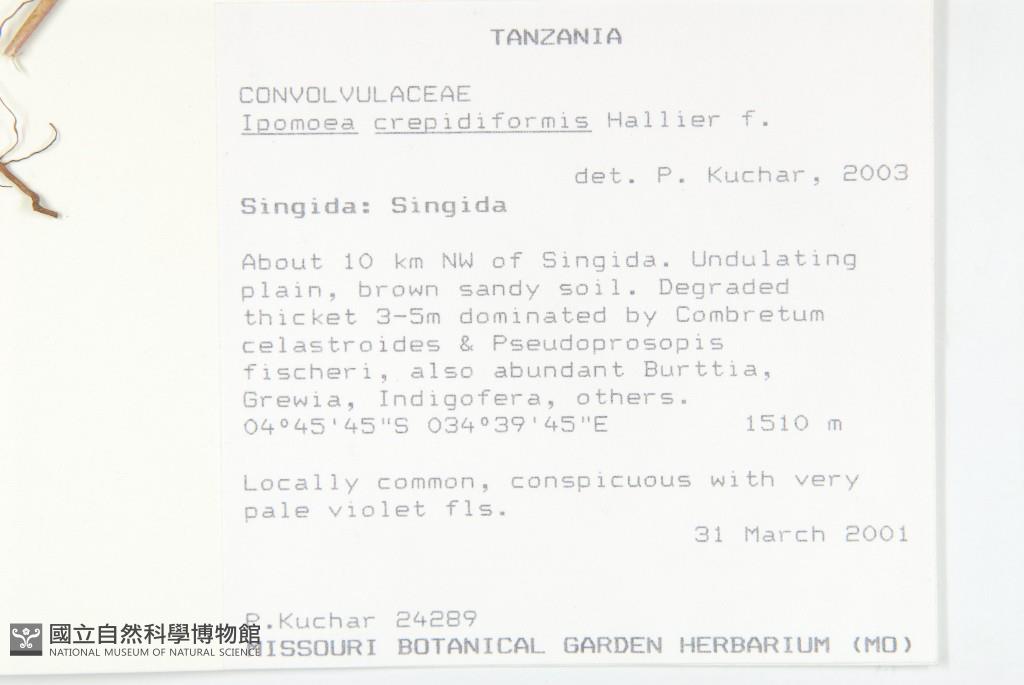 TANZANIA
CONVOLVULACEAE
Ipomoea crepidiformis Hallier f.
det. P. Kuchar, 2003
Singida: Singida
About 10 km NW of Singida. Undulating
plain, brown sandy soil. Degraded
thicket 3-5m dominated by Combretum
celastroides & Pseudoprosopis
fischeri, also abundant Burttia,
Grewia, Indigofera, others.
04°45'45"S 034°39'45"E 1510 m
Locally common, conspicuous with very
pale violet fls.
31 March 2001
P.Kuchar 24289
MISSOURI BOTANICAL GARDEN HERBARIUM (MO)
國立自然科學博物館
NATIONAL MUSEUM OF NATURAL SCIENCE